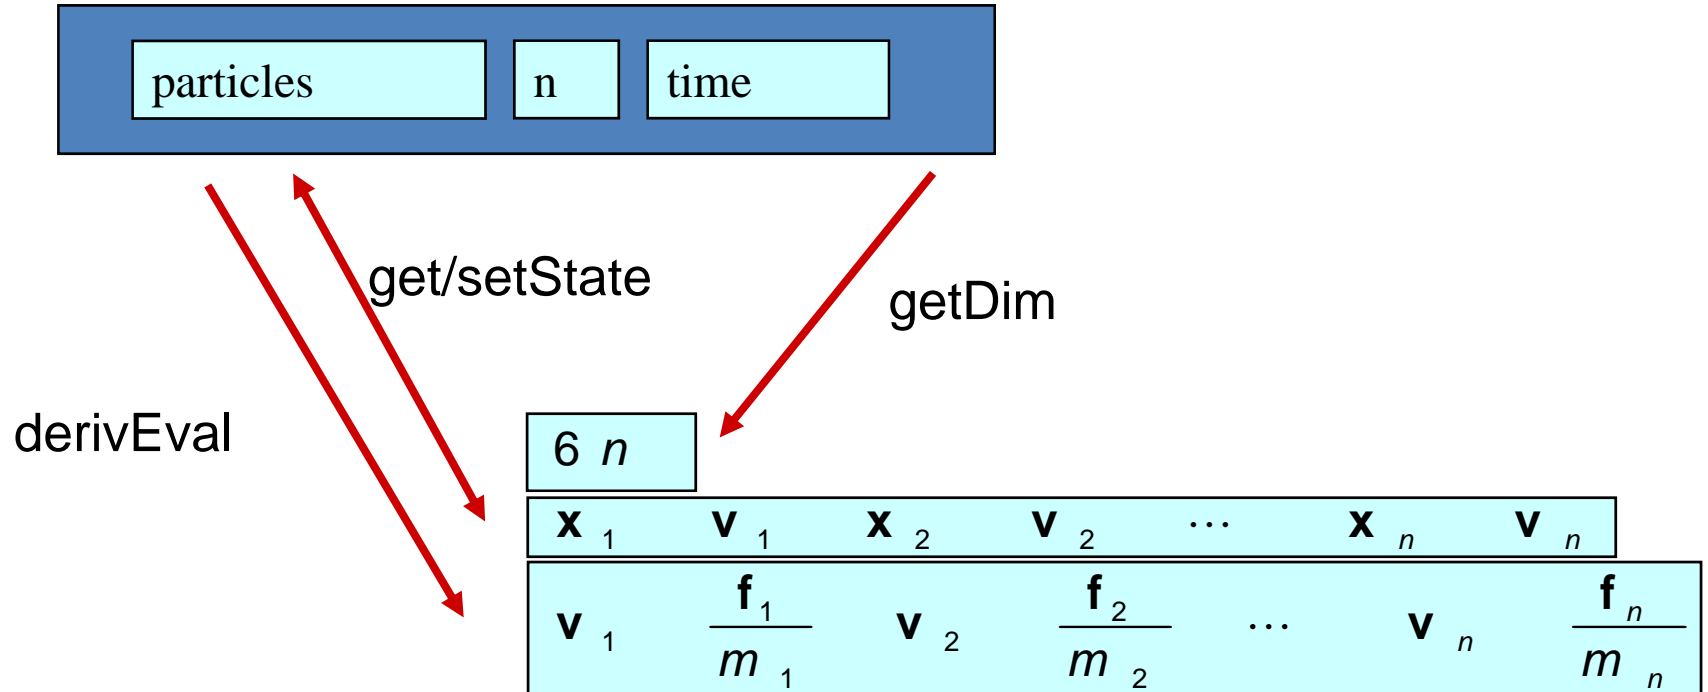 particles n time
get/setState
getDim
derivEval
6 n
x 1 v 1 x 2 v 2 ⋯ x n v n
v 1 f 1 / m 1 v 2 f 2 / m 2 ⋯ v n f n / m n